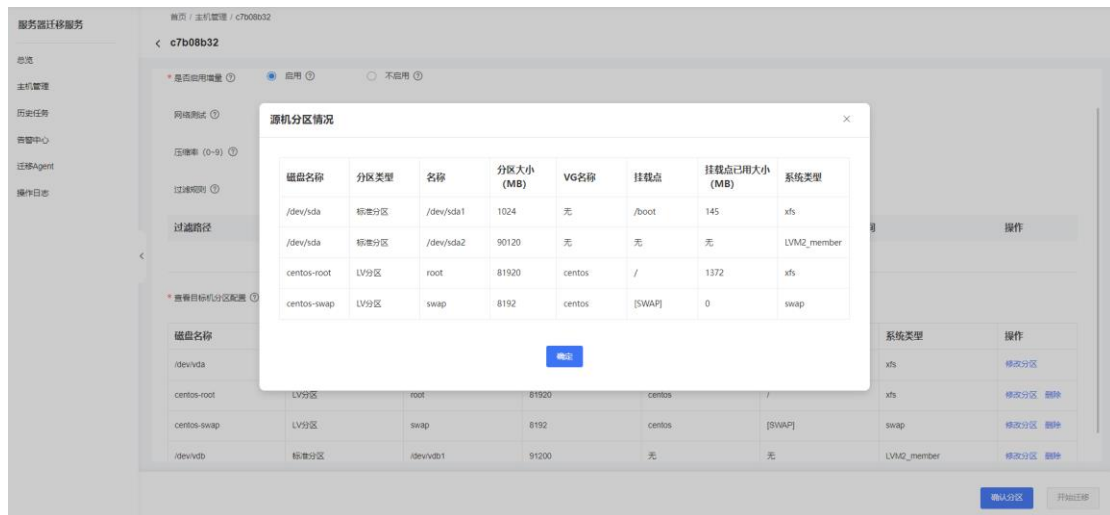 服务器迁移服务
总览
主机管理
历史任务
告警中心
迁移Agent
操作日志
首页 / 主机管理 / c7b08b32
c7b08b32
* 是否启用增量 启用 不启用
网络测试
压缩率 (0~9)
过滤规则
过滤路径 操作
源机分区情况
磁盘名称 分区类型 名称 分区大小(MB) VG名称 挂载点 挂载点已用大小(MB) 系统类型
/dev/sda 标准分区 /dev/sda1 1024 无 /boot 145 xfs
/dev/sda 标准分区 /dev/sda2 90120 无 无 无 LVM2_member
centos-root LV分区 root 81920 centos / 1372 xfs
centos-swap LV分区 swap 8192 centos [SWAP] 0 swap
确定
* 查看目标机分区配置
磁盘名称 系统类型 操作
/dev/vda xfs 修改分区
centos-root LV分区 root 81920 centos / xfs 修改分区 删除
centos-swap LV分区 swap 8192 centos [SWAP] swap 修改分区 删除
/dev/vdb 标准分区 /dev/vdb1 91200 无 无 LVM2_member 修改分区 删除
确认分区 开始迁移